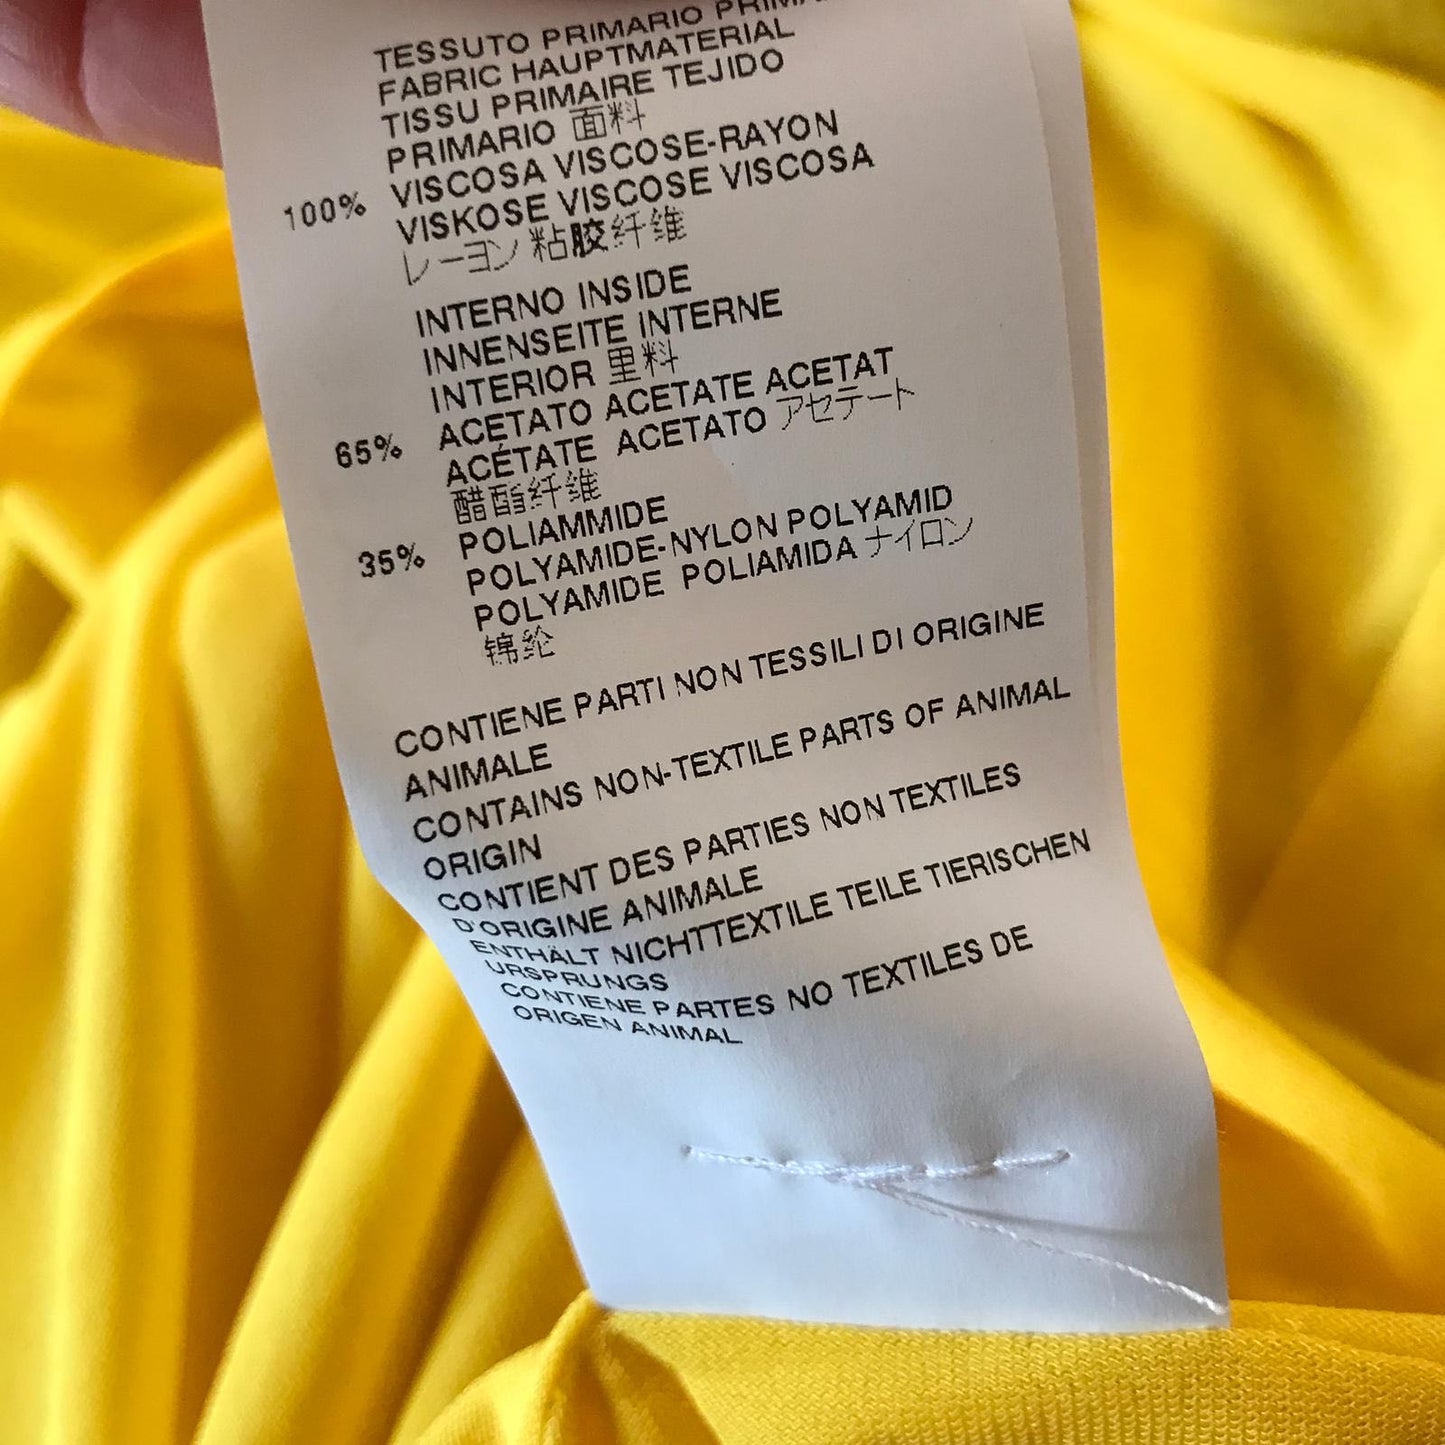 TESSUTO PRIMARIO
FABRIC HAUPTMATERIAL
TISSU PRIMAIRE TEJIDO
PRIMARIO 面料
100% VISCOSA VISCOSE-RAYON
VISKOSE VISCOSE VISCOSA
レーヨン 粘胶纤维
INTERNO INSIDE
INNENSEITE INTERNE
INTERIOR 里料
65% ACETATO ACETATE ACETAT
ACÉTATE ACETATO アセテート
醋酯纤维
35% POLIAMMIDE
POLYAMIDE-NYLON POLYAMID
POLYAMIDE POLIAMIDA ナイロン
锦纶
CONTIENE PARTI NON TESSILI DI ORIGINE
ANIMALE
CONTAINS NON-TEXTILE PARTS OF ANIMAL
ORIGIN
CONTIENT DES PARTIES NON TEXTILES
D'ORIGINE ANIMALE
ENTHÄLT NICHTTEXTILE TEILE TIERISCHEN
URSPRUNGS
CONTIENE PARTES NO TEXTILES DE
ORIGEN ANIMAL